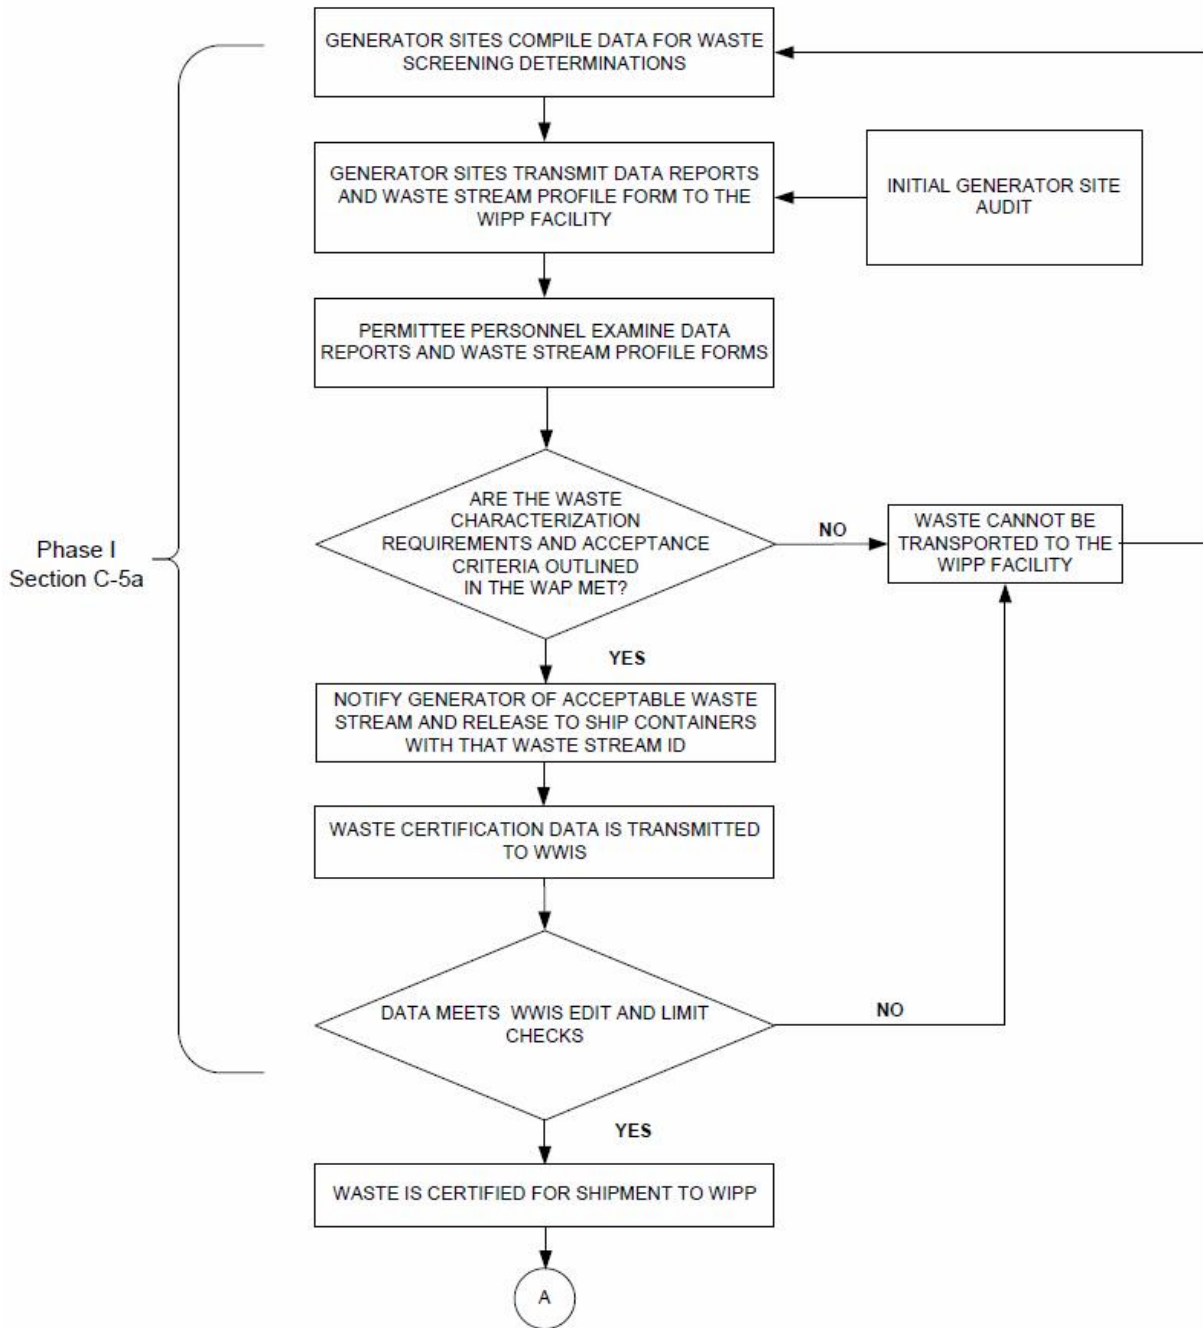 GENERATOR SITES COMPILE DATA FOR WASTE
SCREENING DETERMINATIONS
GENERATOR SITES TRANSMIT DATA REPORTS
AND WASTE STREAM PROFILE FORM TO THE
WIPP FACILITY
INITIAL GENERATOR SITE
AUDIT
PERMITTEE PERSONNEL EXAMINE DATA
REPORTS AND WASTE STREAM PROFILE FORMS
Phase I
Section C-5a
ARE THE WASTE
CHARACTERIZATION
REQUIREMENTS AND ACCEPTANCE
CRITERIA OUTLINED
IN THE WAP MET?
NO
WASTE CANNOT BE
TRANSPORTED TO THE
WIPP FACILITY
YES
NOTIFY GENERATOR OF ACCEPTABLE WASTE
STREAM AND RELEASE TO SHIP CONTAINERS
WITH THAT WASTE STREAM ID
WASTE CERTIFICATION DATA IS TRANSMITTED
TO WWIS
DATA MEETS WWIS EDIT AND LIMIT
CHECKS
NO
YES
WASTE IS CERTIFIED FOR SHIPMENT TO WIPP
A